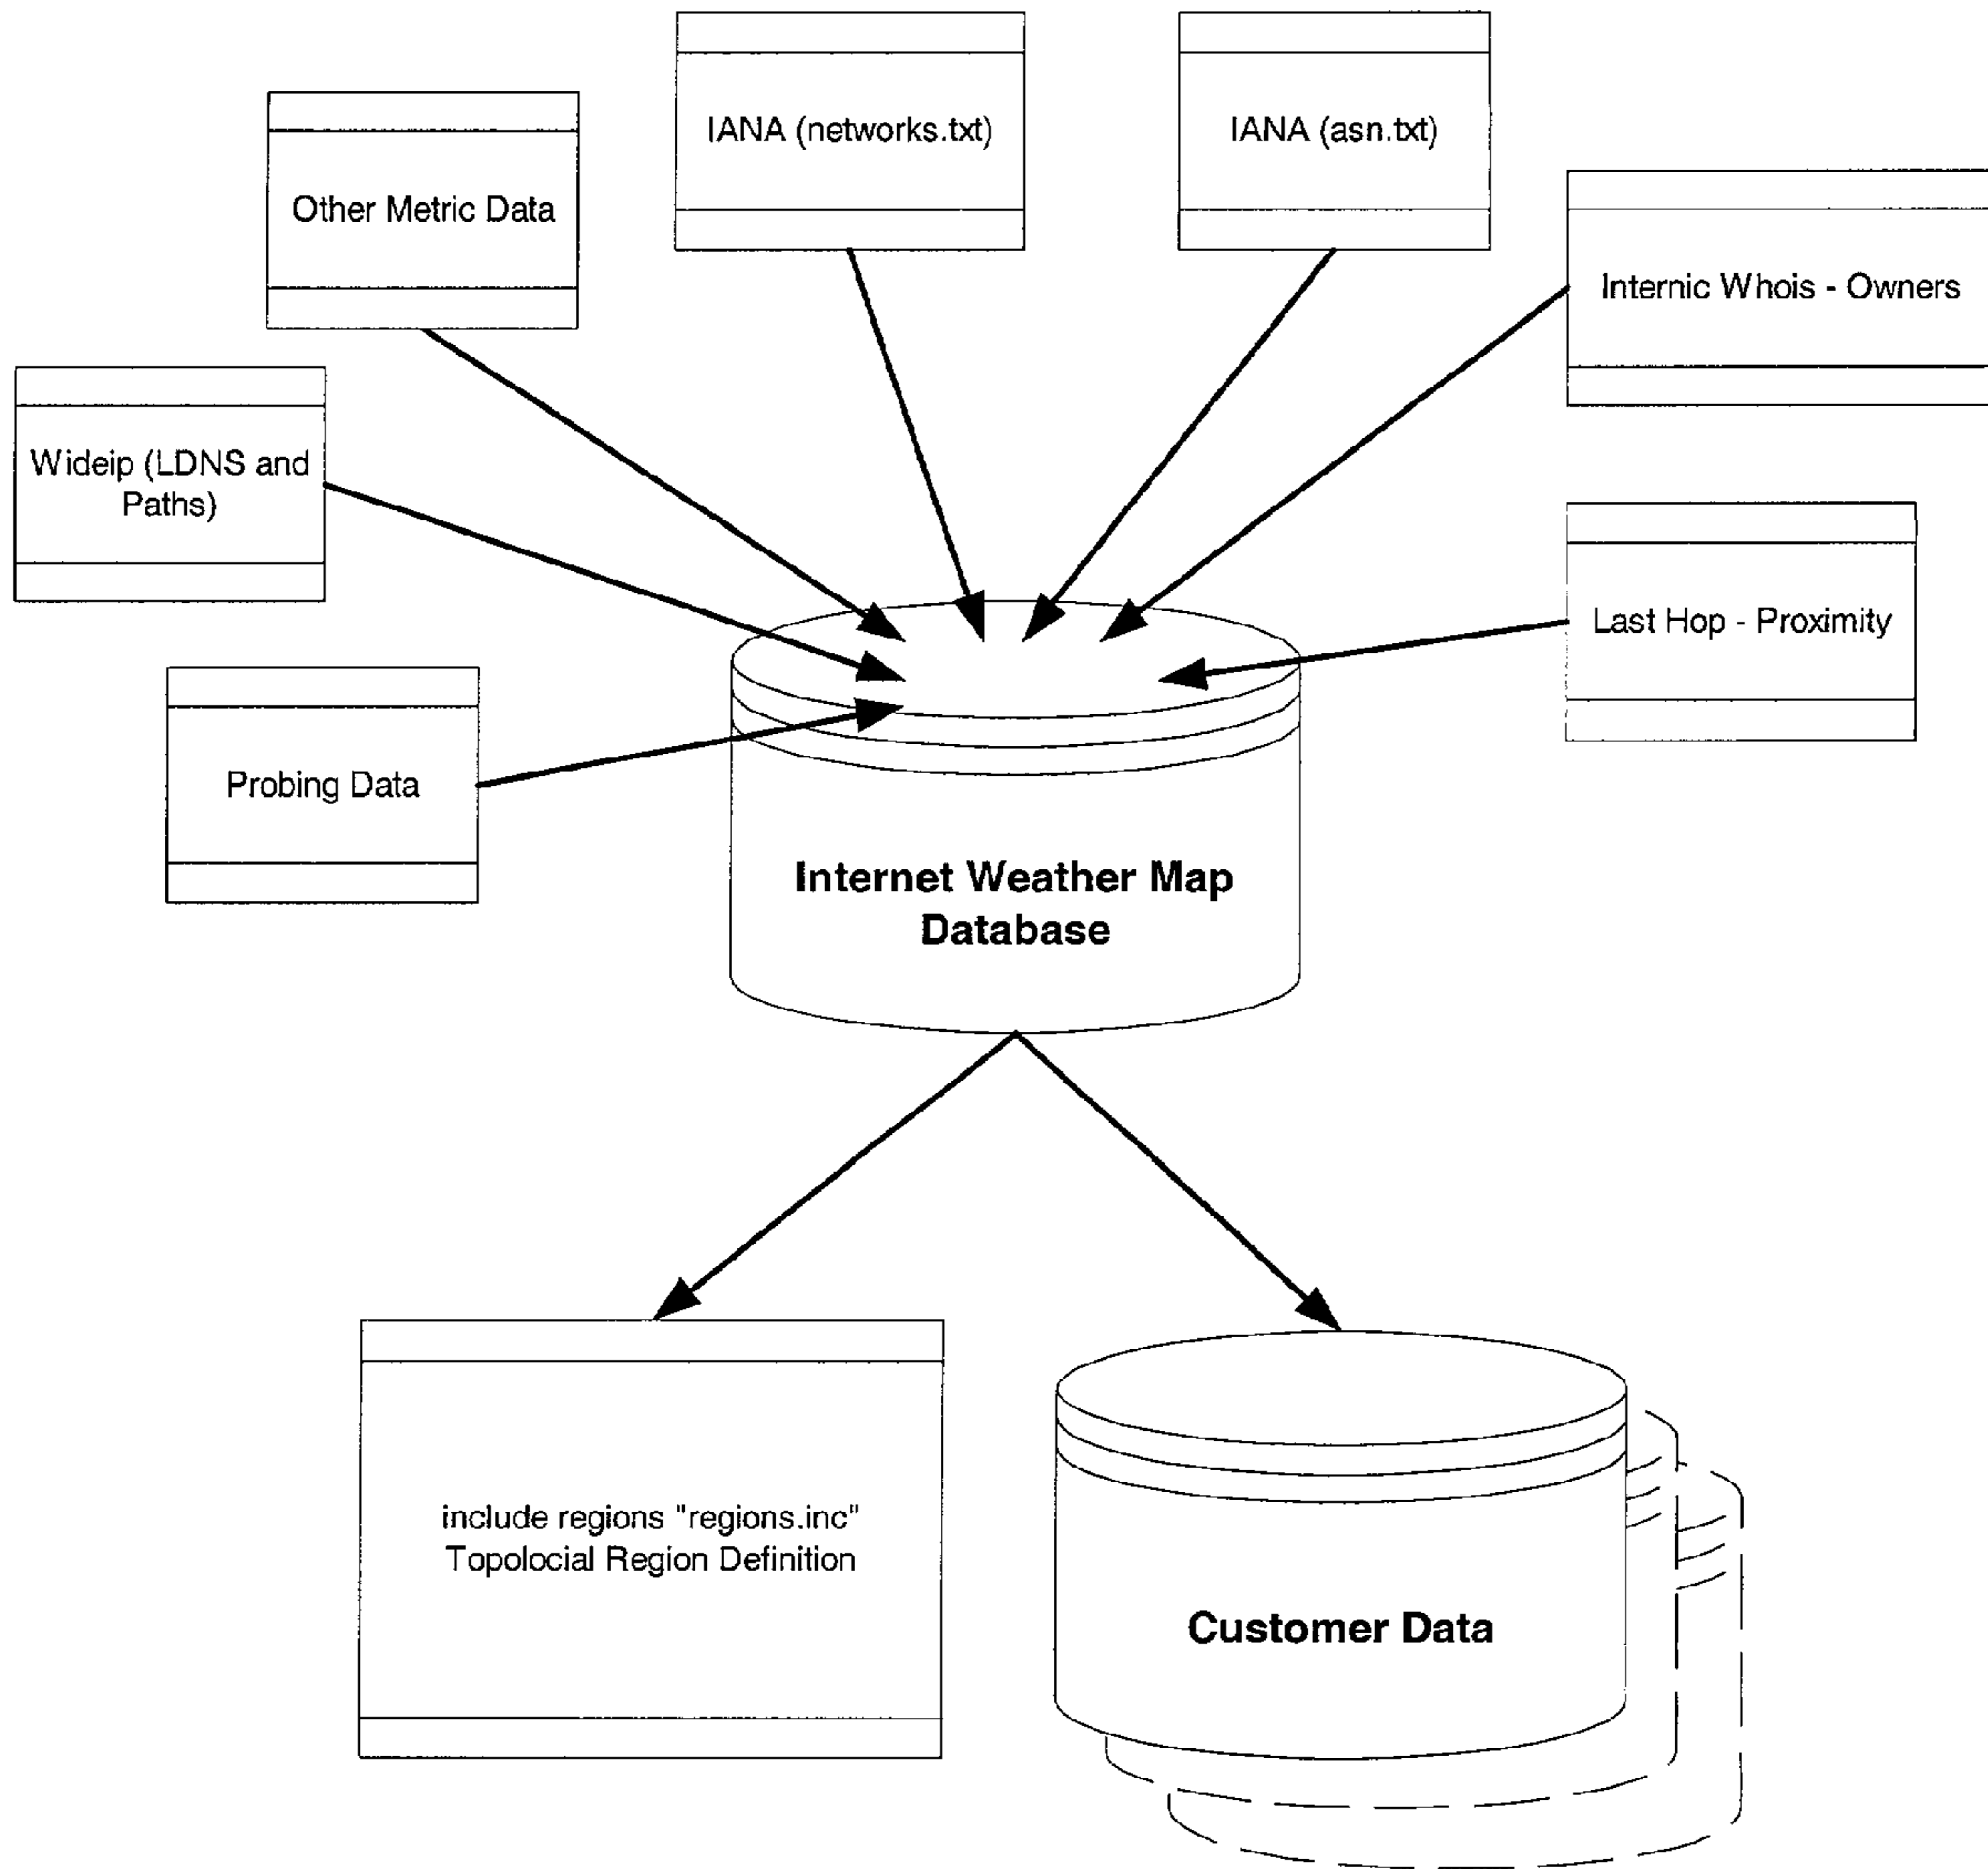 IANA (networks.txt)
IANA (asn.txt)
Other Metric Data
Internic Whois - Owners
Wideip (LDNS and
Paths)
Last Hop - Proximity
Probing Data
Internet Weather Map
Database
include regions "regions.inc"
Topolocial Region Definition
Customer Data